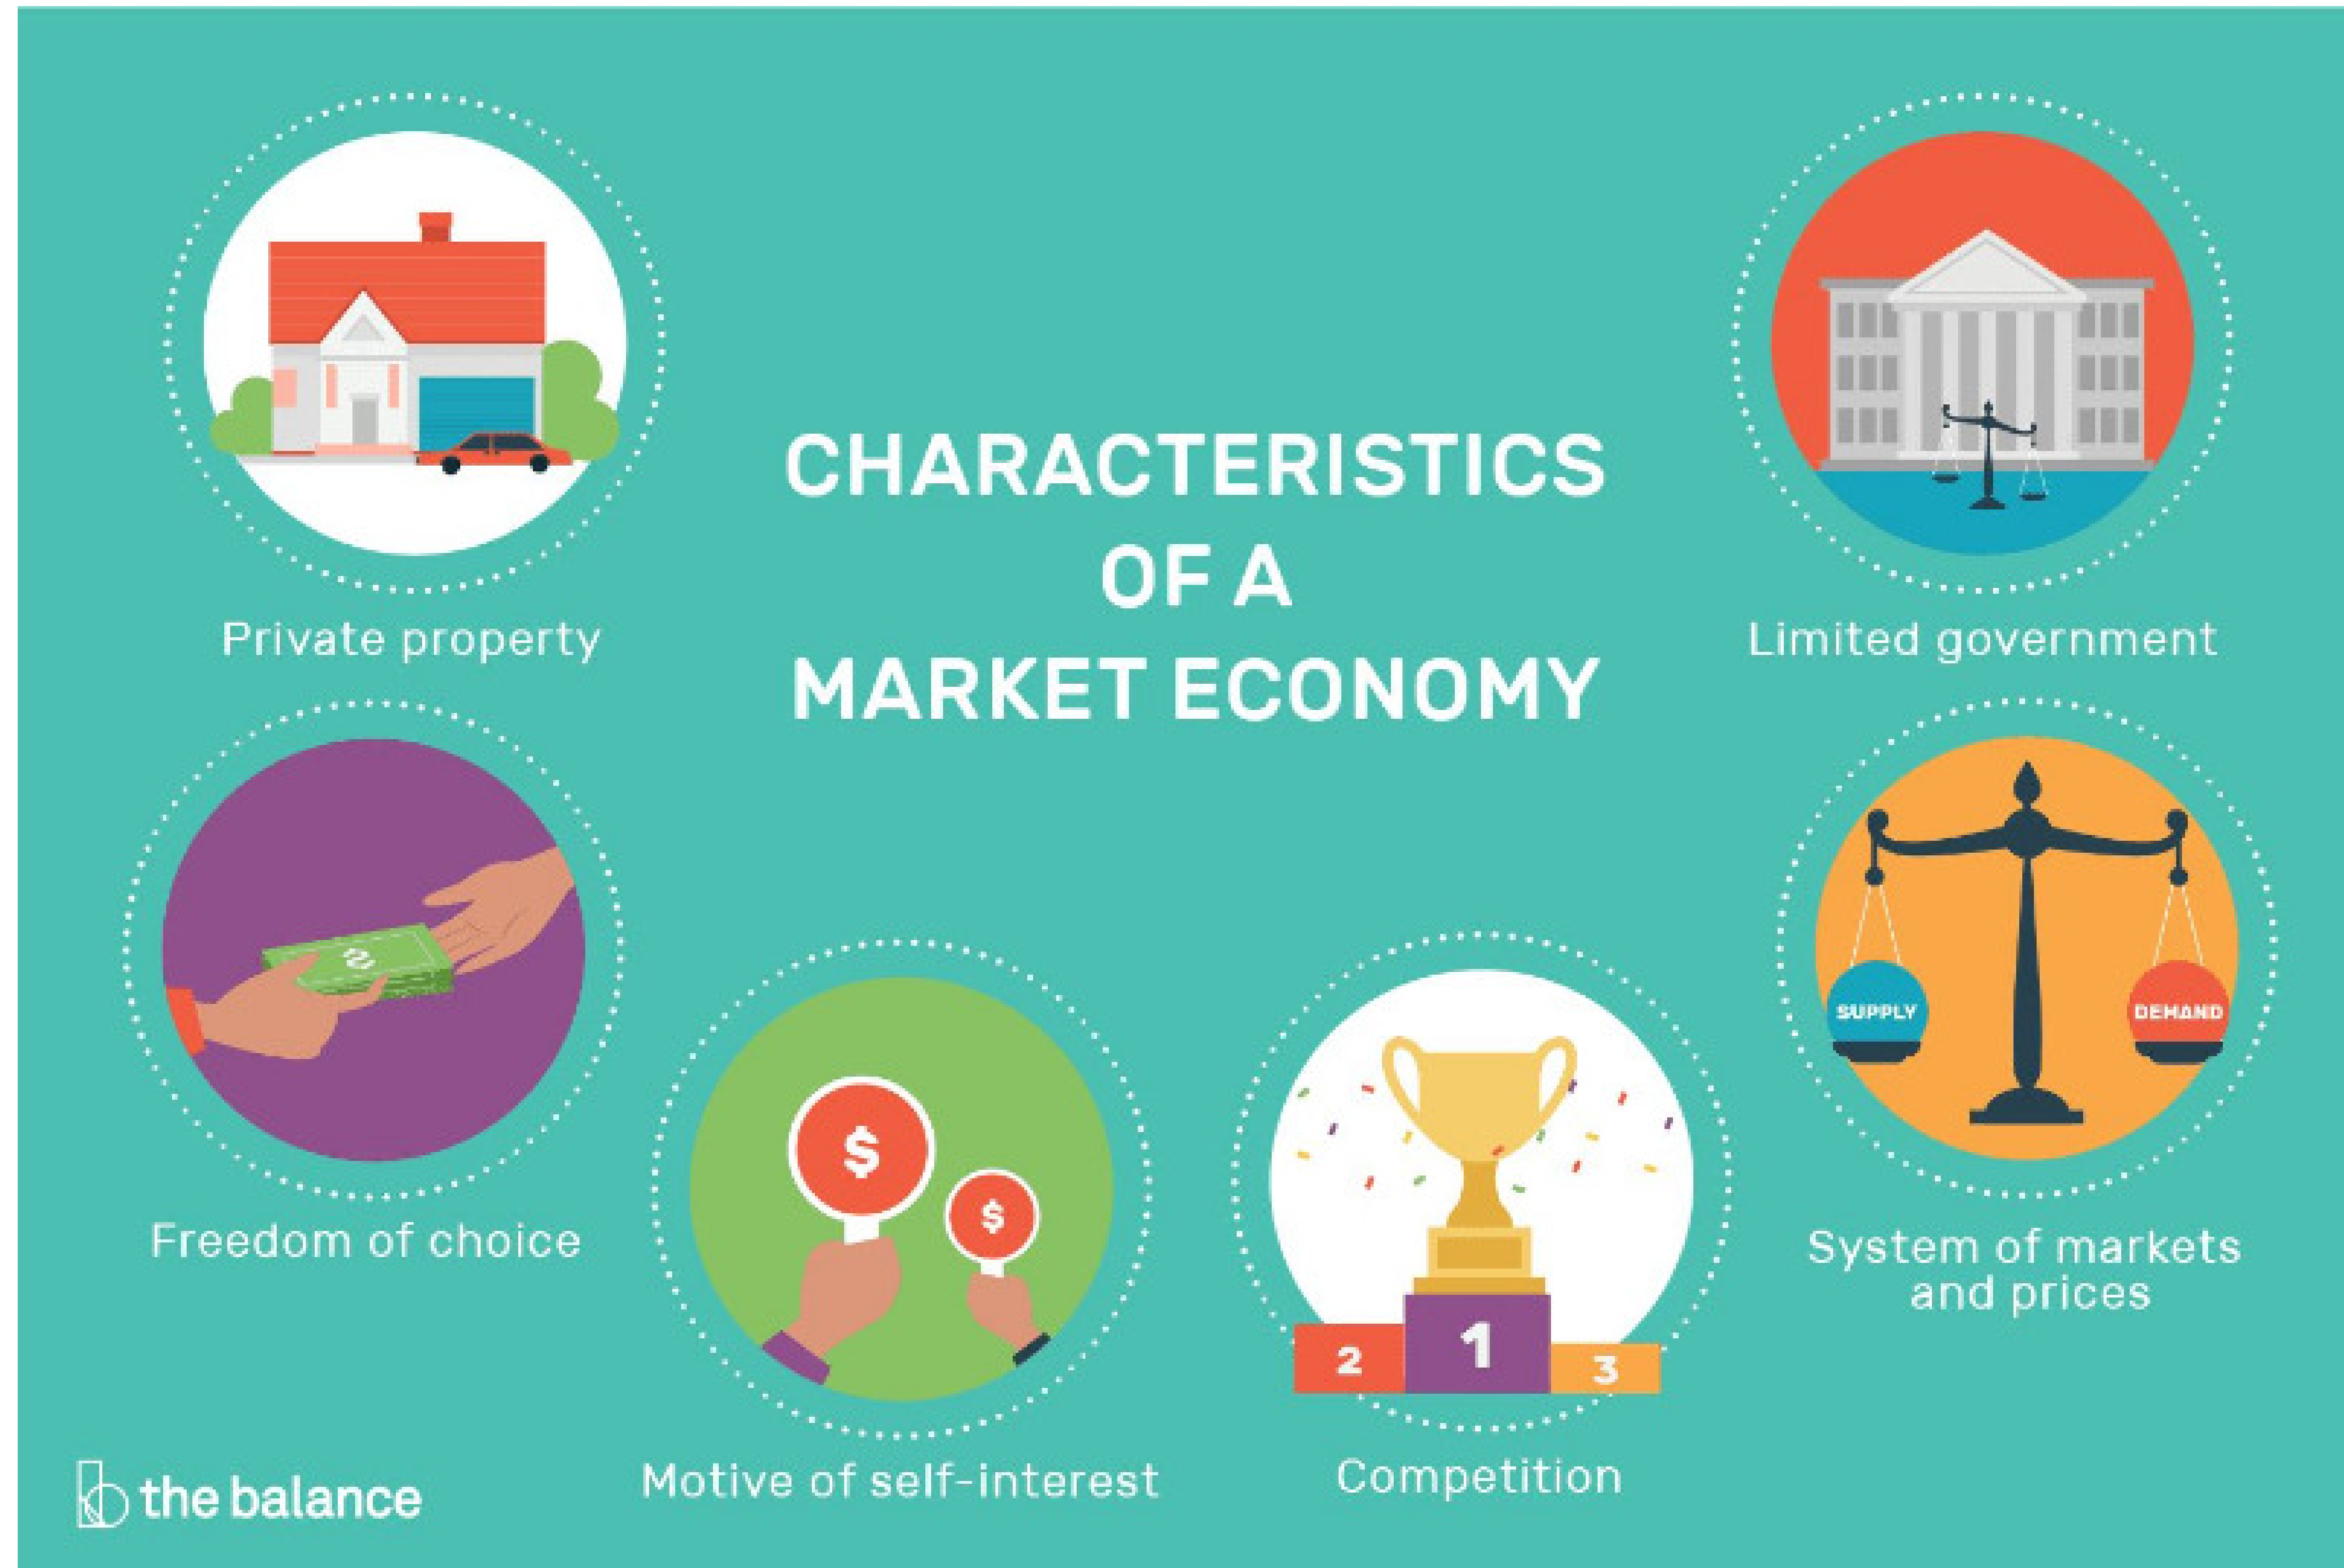 CHARACTERISTICS
OF A
MARKET ECONOMY
Private property
Limited government
Freedom of choice
SUPPLY
DEMAND
System of markets
and prices
$
$
Motive of self-interest
2
1
3
Competition
the balance